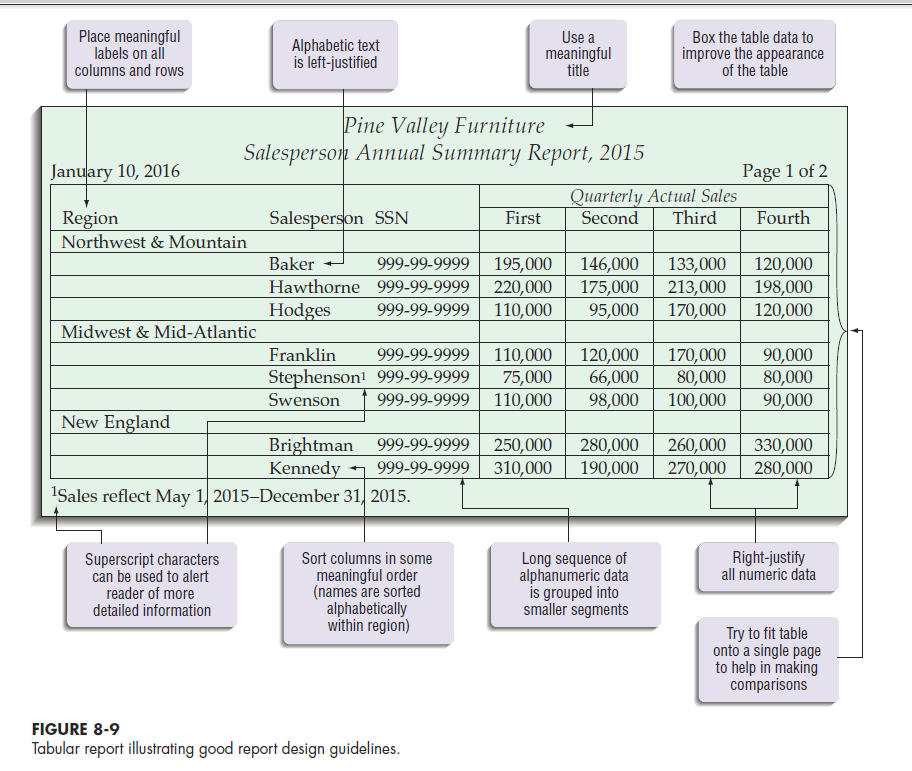 Place meaningful
labels on all
columns and rows
Alphabetic text
is left-justified
Use a
meaningful
title
Box the table data to
improve the appearance
of the table
Pine Valley Furniture
Salesperson Annual Summary Report, 2015
January 10, 2016 Page 1 of 2
Quarterly Actual Sales
Region Salesperson SSN First Second Third Fourth
Northwest & Mountain
Baker 999-99-9999 195,000 146,000 133,000 120,000
Hawthorne 999-99-9999 220,000 175,000 213,000 198,000
Hodges 999-99-9999 110,000 95,000 170,000 120,000
Midwest & Mid-Atlantic
Franklin 999-99-9999 110,000 120,000 170,000 90,000
Stephenson¹ 999-99-9999 75,000 66,000 80,000 80,000
Swenson 999-99-9999 110,000 98,000 100,000 90,000
New England
Brightman 999-99-9999 250,000 280,000 260,000 330,000
Kennedy 999-99-9999 310,000 190,000 270,000 280,000
¹Sales reflect May 1, 2015–December 31, 2015.
Superscript characters
can be used to alert
reader of more
detailed information
Sort columns in some
meaningful order
(names are sorted
alphabetically
within region)
Long sequence of
alphanumeric data
is grouped into
smaller segments
Right-justify
all numeric data
Try to fit table
onto a single page
to help in making
comparisons
FIGURE 8-9
Tabular report illustrating good report design guidelines.